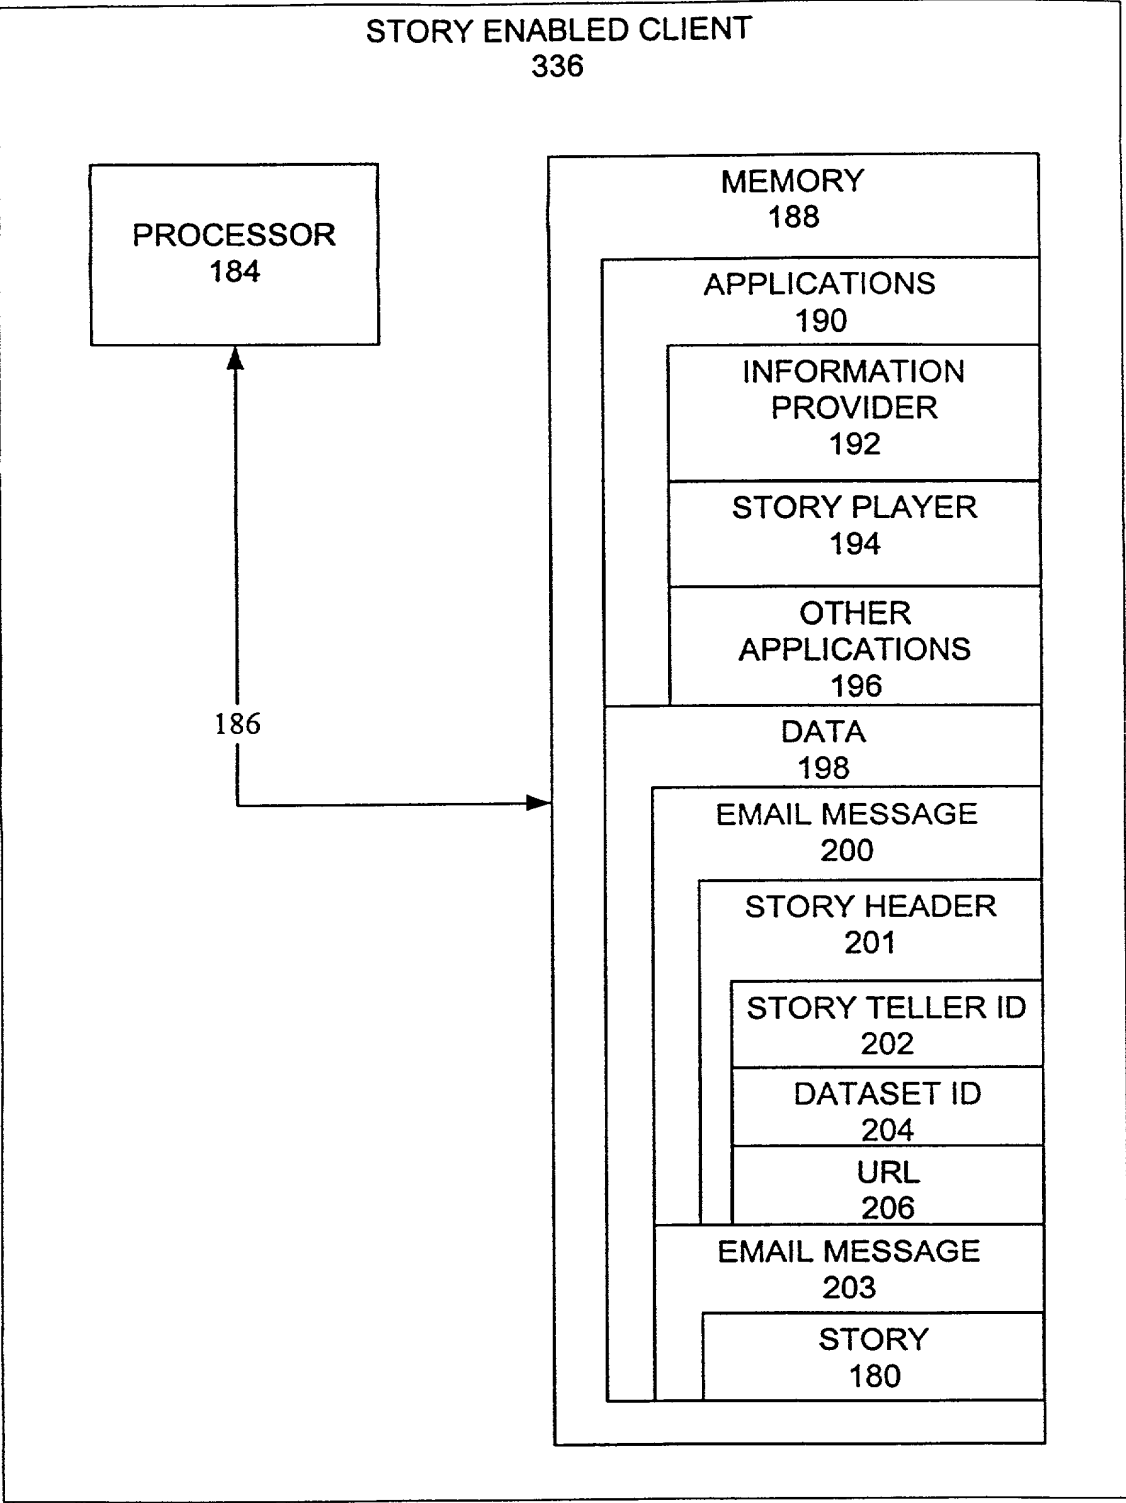 STORY ENABLED CLIENT
336
PROCESSOR
184
186
MEMORY
188
APPLICATIONS
190
INFORMATION
PROVIDER
192
STORY PLAYER
194
OTHER
APPLICATIONS
196
DATA
198
EMAIL MESSAGE
200
STORY HEADER
201
STORY TELLER ID
202
DATASET ID
204
URL
206
EMAIL MESSAGE
203
STORY
180